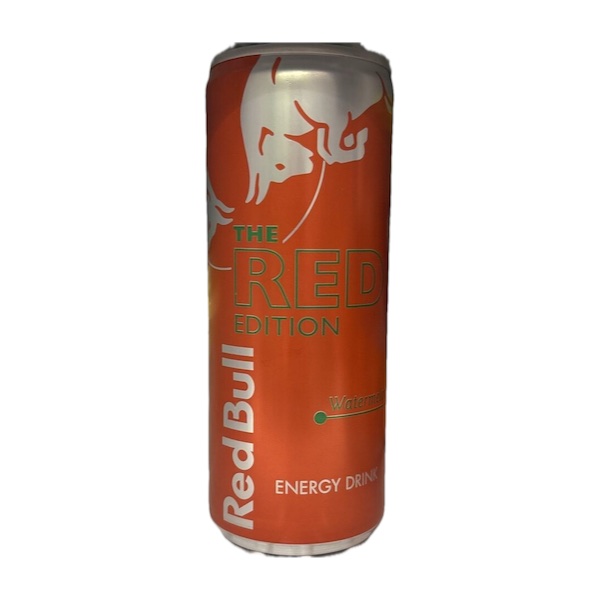 THE
RED
EDITION
Red Bull
ENERGY DRINK